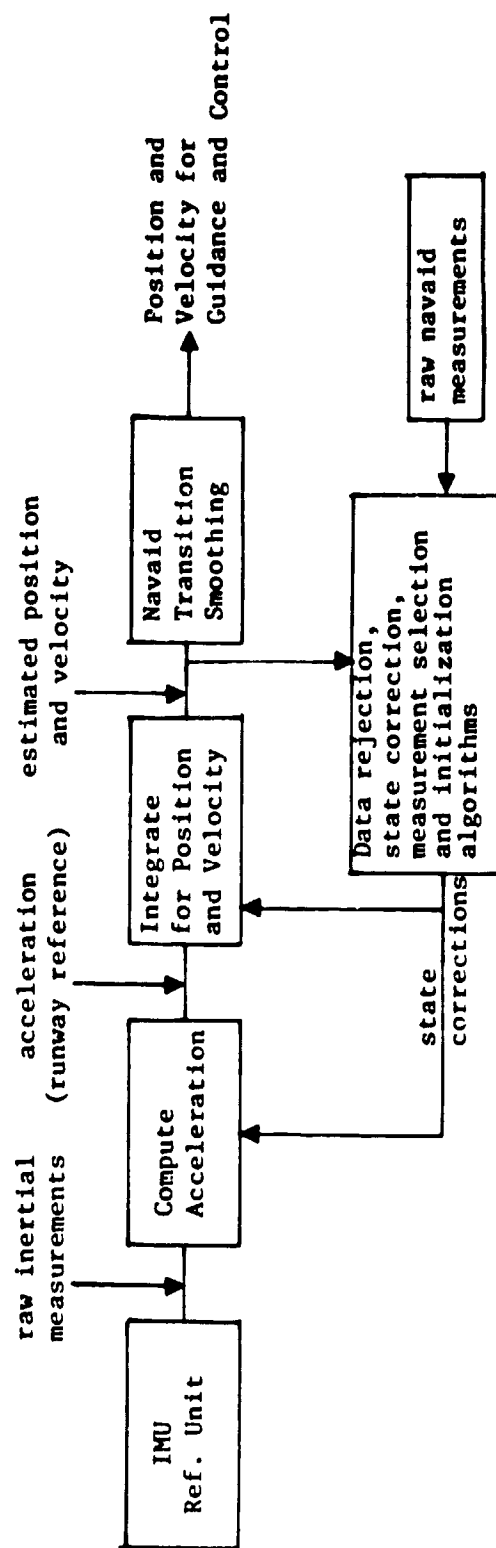 raw inertial
measurements
acceleration
(runway reference)
estimated position
and velocity
IMU
Ref. Unit
Compute
Acceleration
Integrate
for Position
and Velocity
Navaid
Transition
Smoothing
Position and
Velocity for
Guidance and Control
state
corrections
Data rejection,
state correction,
measurement selection
and initialization
algorithms
raw navaid
measurements